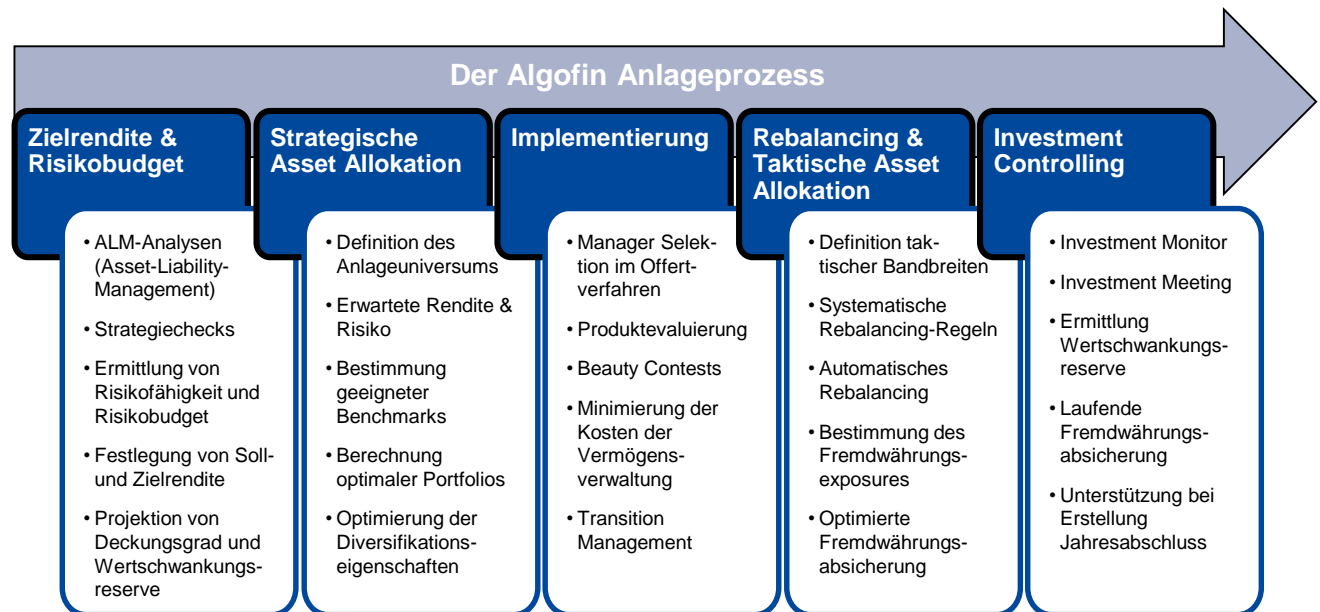 Der Algofin Anlageprozess
Zielrendite &
Risikobudget
• ALM-Analysen
(Asset-Liability-
Management)
• Strategiechecks
• Ermittlung von
Risikofähigkeit und
Risikobudget
• Festlegung von Soll-
und Zielrendite
• Projektion von
Deckungsgrad und
Wertschwankungs-
reserve
Strategische
Asset Allokation
• Definition des
Anlageuniversums
• Erwartete Rendite &
Risiko
• Bestimmung
geeigneter
Benchmarks
• Berechnung
optimaler Portfolios
• Optimierung der
Diversifikations-
eigenschaften
Implementierung
• Manager Selek-
tion im Offert-
verfahren
• Produktevaluierung
• Beauty Contests
• Minimierung der
Kosten der
Vermögens-
verwaltung
• Transition
Management
Rebalancing &
Taktische Asset
Allokation
• Definition tak-
tischer Bandbreiten
• Systematische
Rebalancing-Regeln
• Automatisches
Rebalancing
• Bestimmung des
Fremdwährungs-
exposures
• Optimierte
Fremdwährungs-
absicherung
Investment
Controlling
• Investment Monitor
• Investment Meeting
• Ermittlung
Wertschwankungs-
reserve
• Laufende
Fremdwährungs-
absicherung
• Unterstützung bei
Erstellung
Jahresabschluss